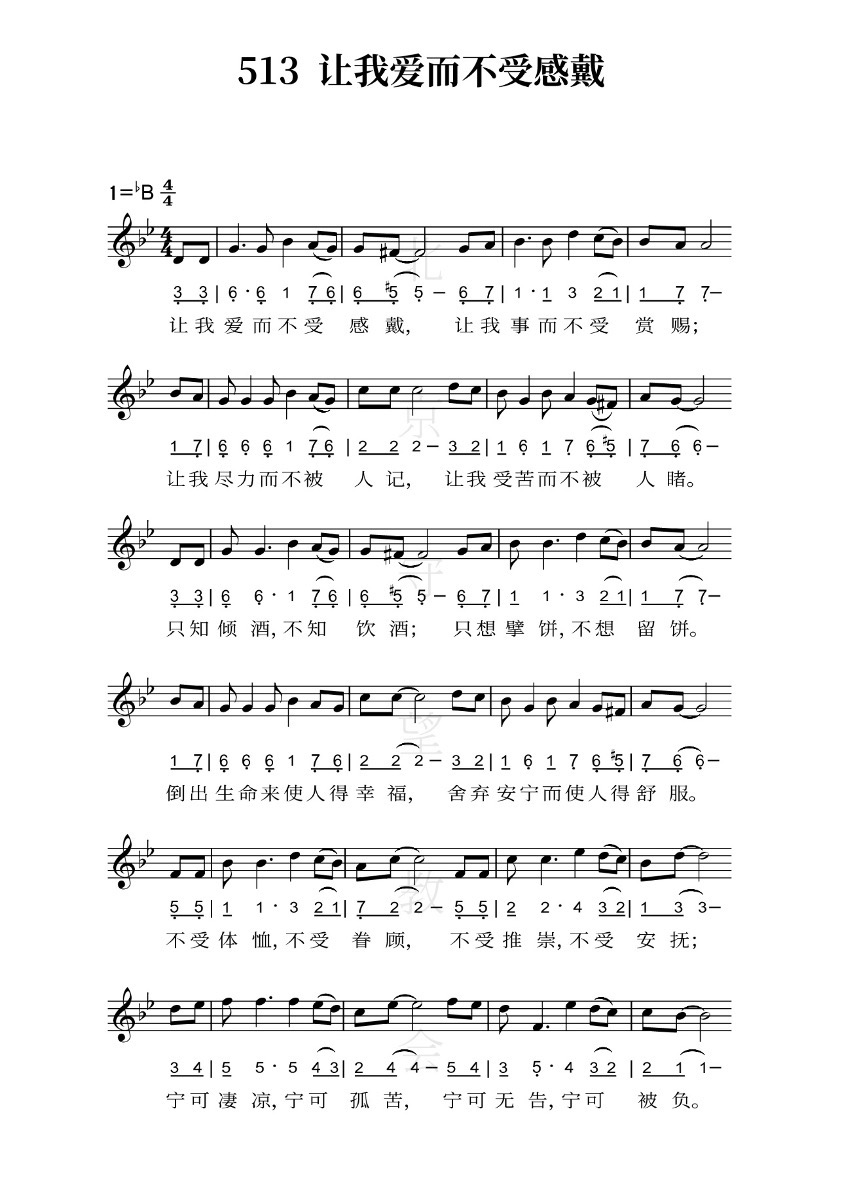 513 让我爱而不受感戴
1=♭B 4/4
3 3 | 6 · 6 1 7 6 | 6 #5 5 – 6 7 | 1 · 1 3 2 1 | 1 7 7 –
让我爱而不受 感戴, 让我事而不受 赏赐;
1 7 | 6 6 6 1 7 6 | 2 2 2 – 3 2 | 1 6 1 7 6 #5 | 7 6 6 –
让我尽力而不被 人记, 让我受苦而不被 人睹。
3 3 | 6 6 · 1 7 6 | 6 #5 5 – 6 7 | 1 1 · 3 2 1 | 1 7 7 –
只知倾酒,不知 饮酒; 只想擘饼,不想 留饼。
1 7 | 6 6 6 1 7 6 | 2 2 2 – 3 2 | 1 6 1 7 6 #5 | 7 6 6 –
倒出生命来使人得幸福, 舍弃安宁而使人得舒服。
5 5 | 1 1 · 3 2 1 | 7 2 2 – 5 5 | 2 2 · 4 3 2 | 1 3 3 –
不受体恤,不受 眷顾, 不受推崇,不受 安抚;
3 4 | 5 5 · 5 4 3 | 2 4 4 – 5 4 | 3 5 · 4 3 2 | 2 1 1 –
宁可凄凉,宁可 孤苦, 宁可无告,宁可 被负。
北京守望教会